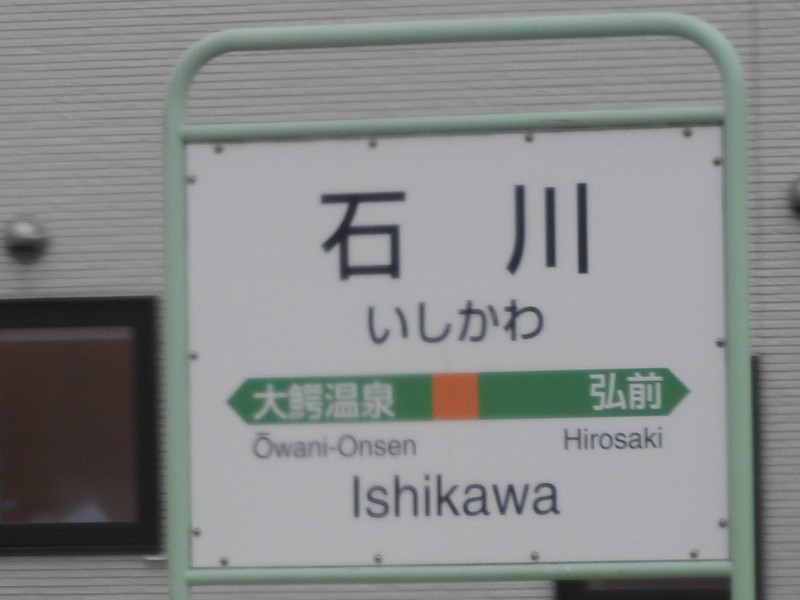 石川
いしかわ
大鰐温泉 弘前
Ōwani-Onsen Hirosaki
Ishikawa